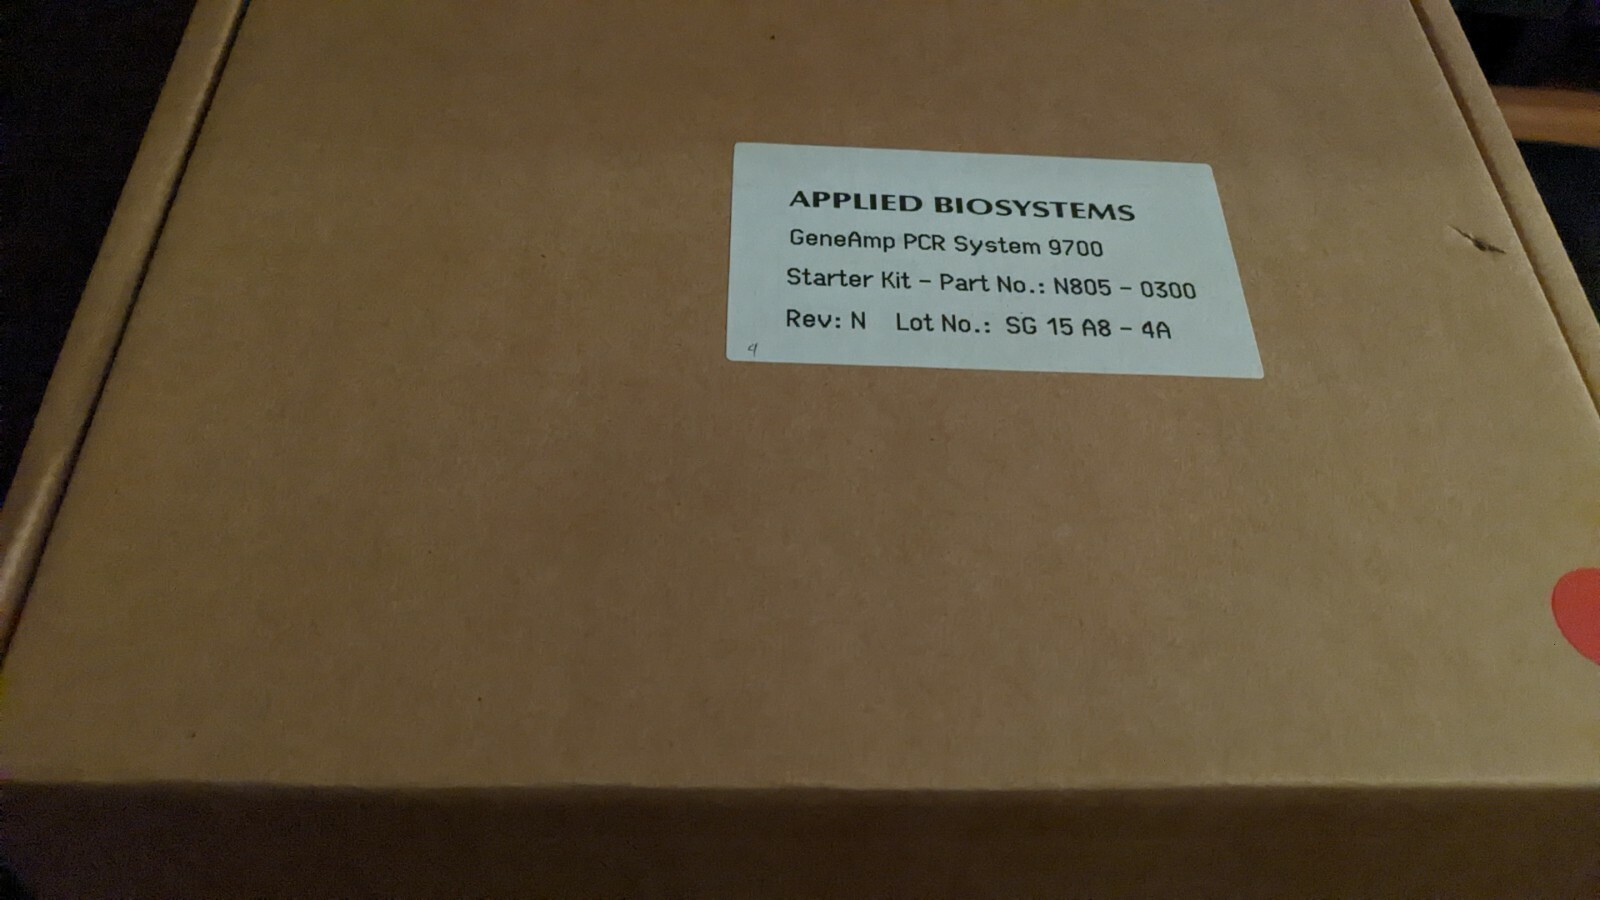 APPLIED BIOSYSTEMS
GeneAmp PCR System 9700
Starter Kit - Part No.: N805 - 0300
Rev: N Lot No.: SG 15 A8 - 4A